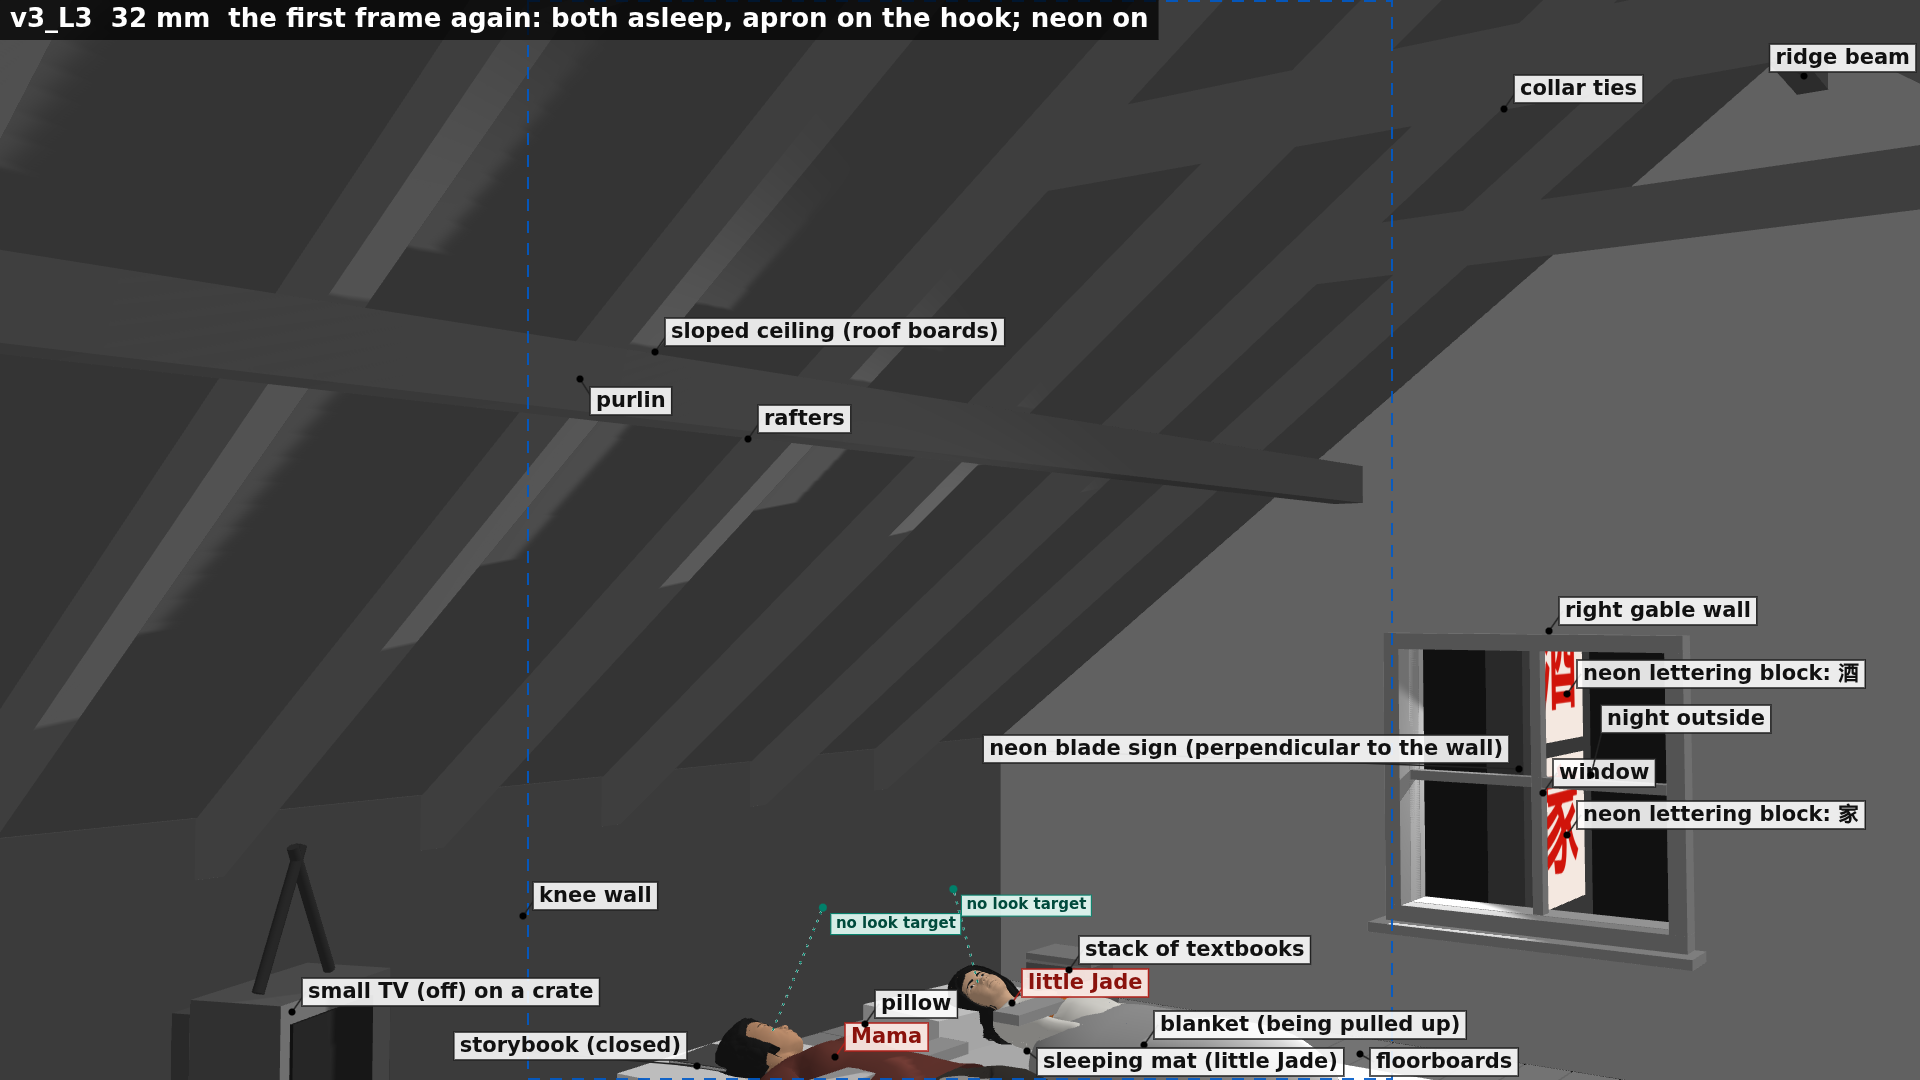 v3_L3  32 mm  the first frame again: both asleep, apron on the hook; neon on
ridge beam
collar ties
sloped ceiling (roof boards)
purlin
rafters
right gable wall
酒
neon lettering block: 酒
night outside
neon blade sign (perpendicular to the wall)
window
家
neon lettering block: 家
knee wall
no look target
no look target
stack of textbooks
little Jade
small TV (off) on a crate
pillow
blanket (being pulled up)
Mama
storybook (closed)
sleeping mat (little Jade)
floorboards